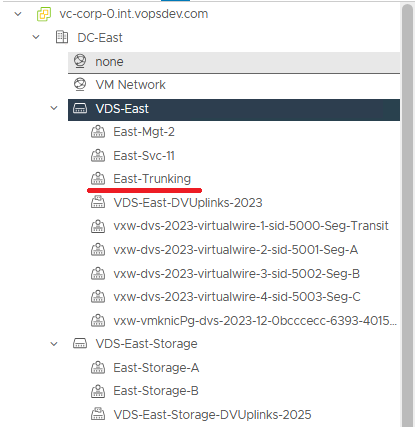 vc-corp-0.int.vopsdev.com
DC-East
none
VM Network
VDS-East
East-Mgt-2
East-Svc-11
East-Trunking
VDS-East-DVUplinks-2023
vxw-dvs-2023-virtualwire-1-sid-5000-Seg-Transit
vxw-dvs-2023-virtualwire-2-sid-5001-Seg-A
vxw-dvs-2023-virtualwire-3-sid-5002-Seg-B
vxw-dvs-2023-virtualwire-4-sid-5003-Seg-C
vxw-vmknicPg-dvs-2023-12-0bcccecc-6393-4015...
VDS-East-Storage
East-Storage-A
East-Storage-B
VDS-East-Storage-DVUplinks-2025